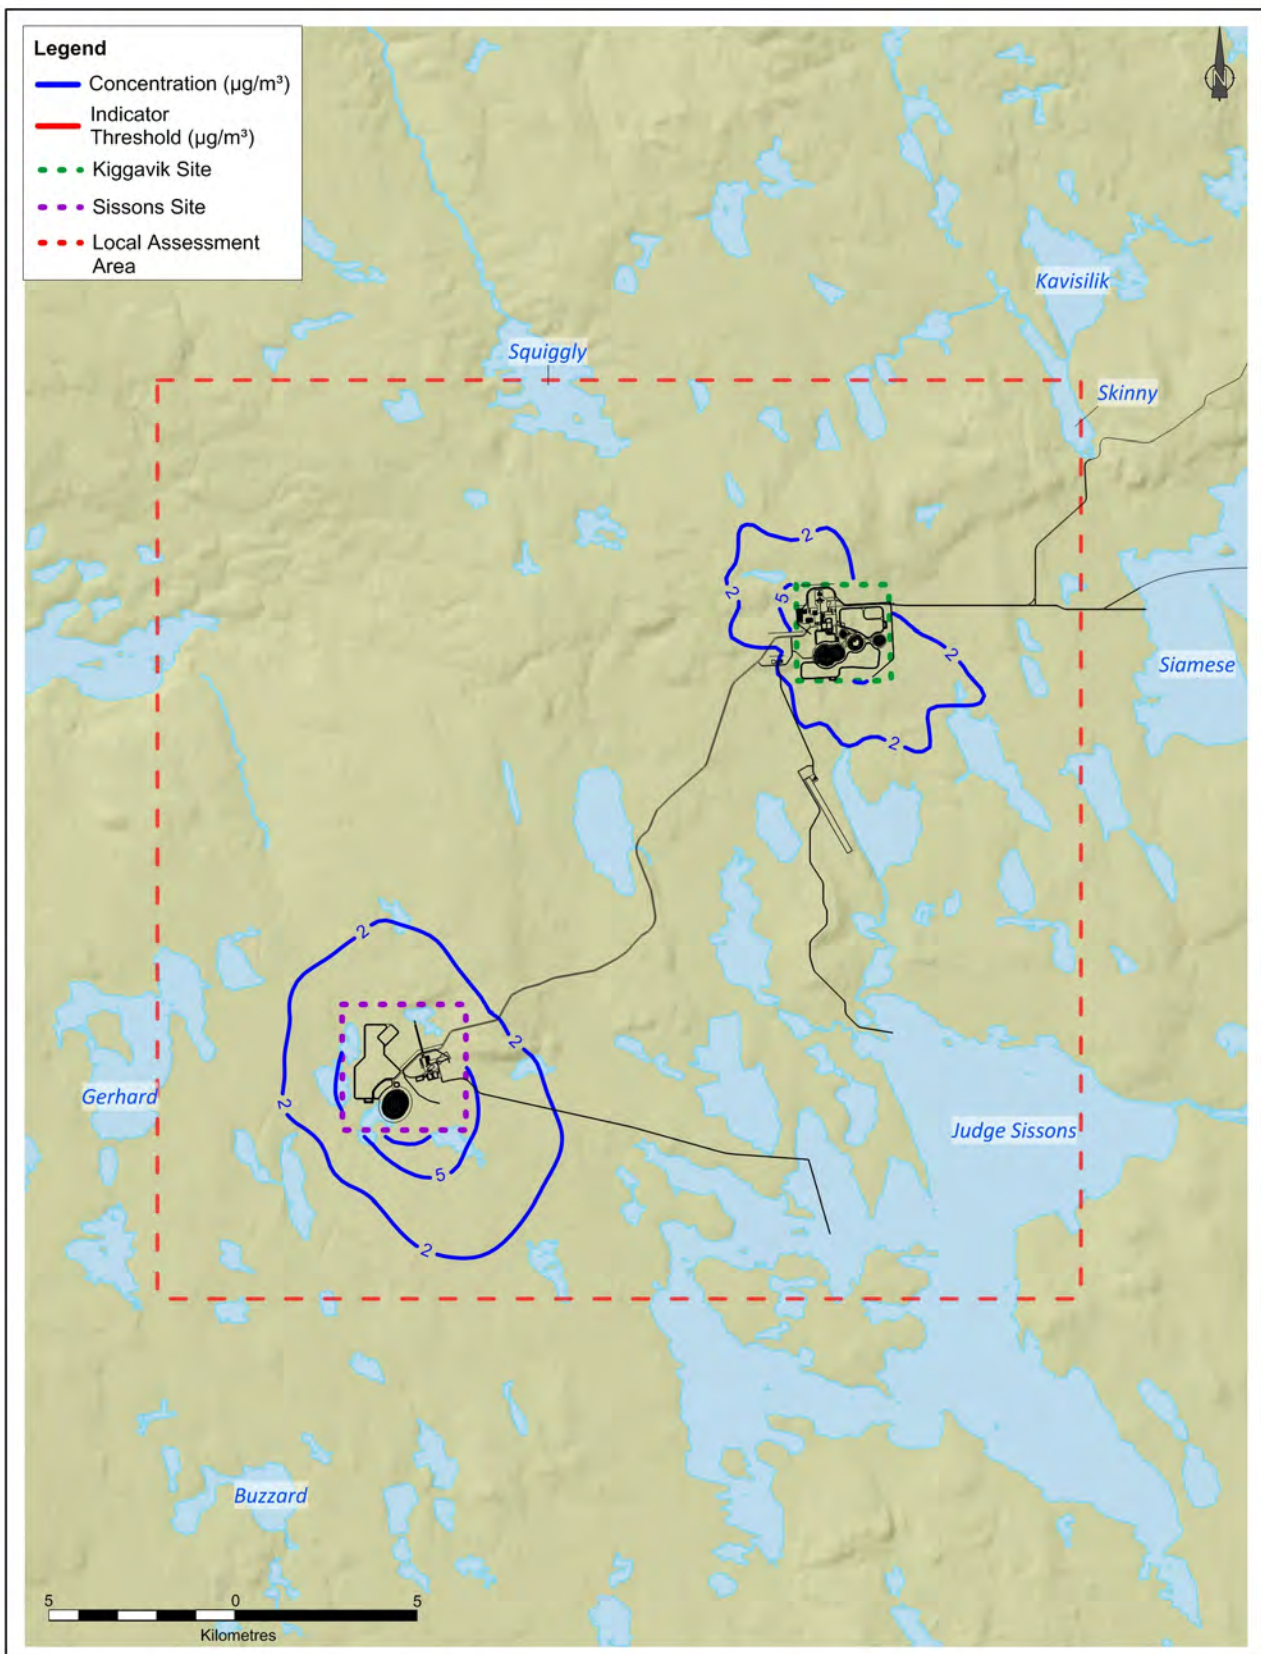 Legend
Concentration (µg/m³)
Indicator
Threshold (µg/m³)
Kiggavik Site
Sissons Site
Local Assessment
Area
N
Kavisilik
Squiggly
Skinny
2
2
5
2
Siamese
2
2
2
Gerhard
2
Judge Sissons
5
2
Buzzard
5 0 5
Kilometres